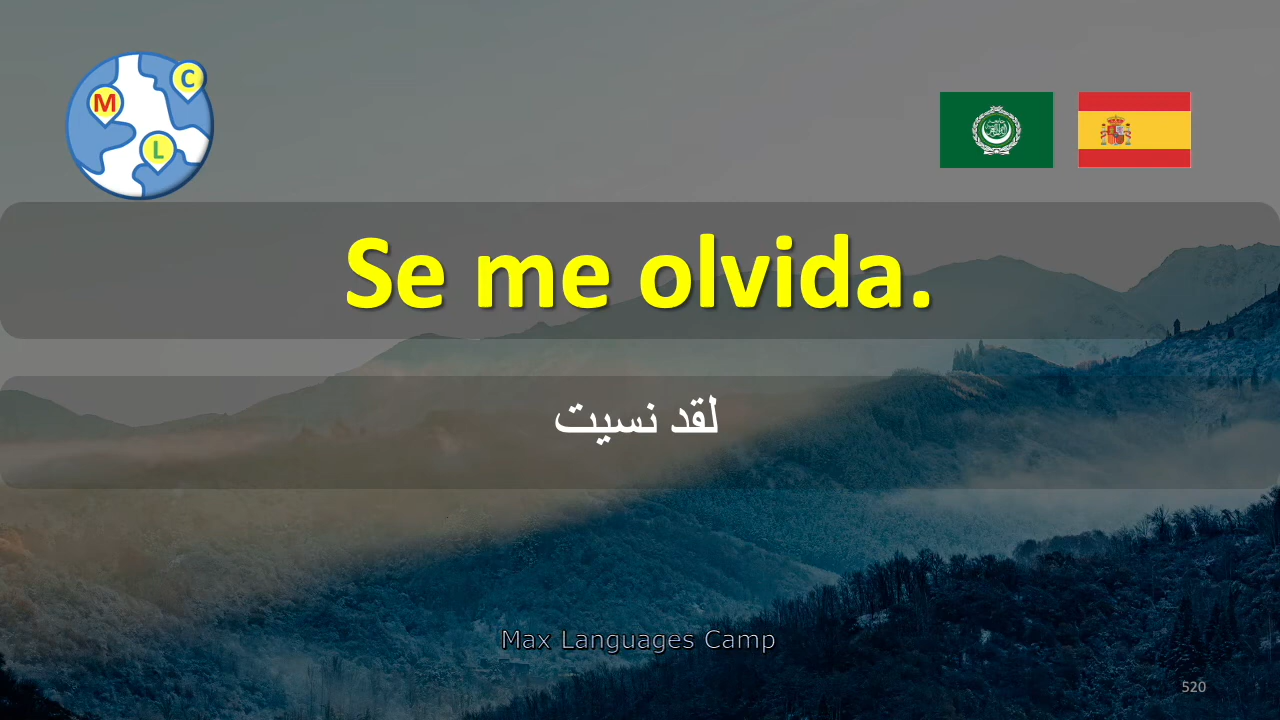 M
C
L
Se me olvida.
لقد نسيت
Max Languages Camp
520